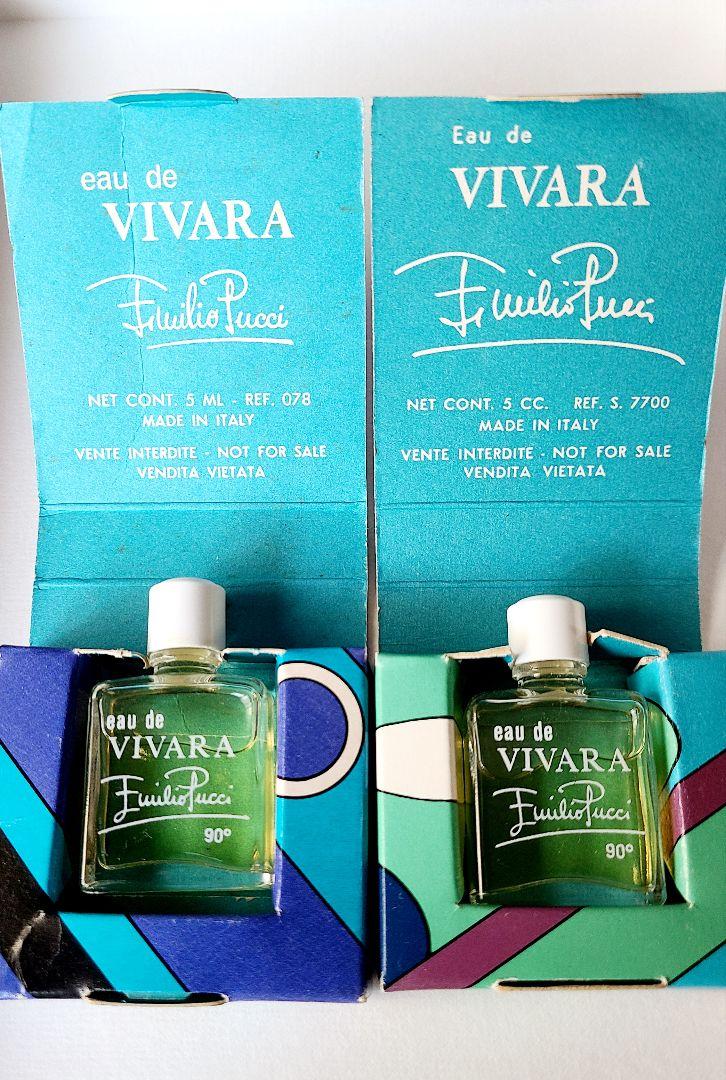 eau de
VIVARA
Emilio Pucci
NET CONT. 5 ML - REF. 078
MADE IN ITALY
VENTE INTERDITE - NOT FOR SALE
VENDITA VIETATA
Eau de
VIVARA
Emilio Pucci
NET CONT. 5 CC. REF. S. 7700
MADE IN ITALY
VENTE INTERDITE - NOT FOR SALE
VENDITA VIETATA
eau de
VIVARA
Emilio Pucci
90°
eau de
VIVARA
Emilio Pucci
90°